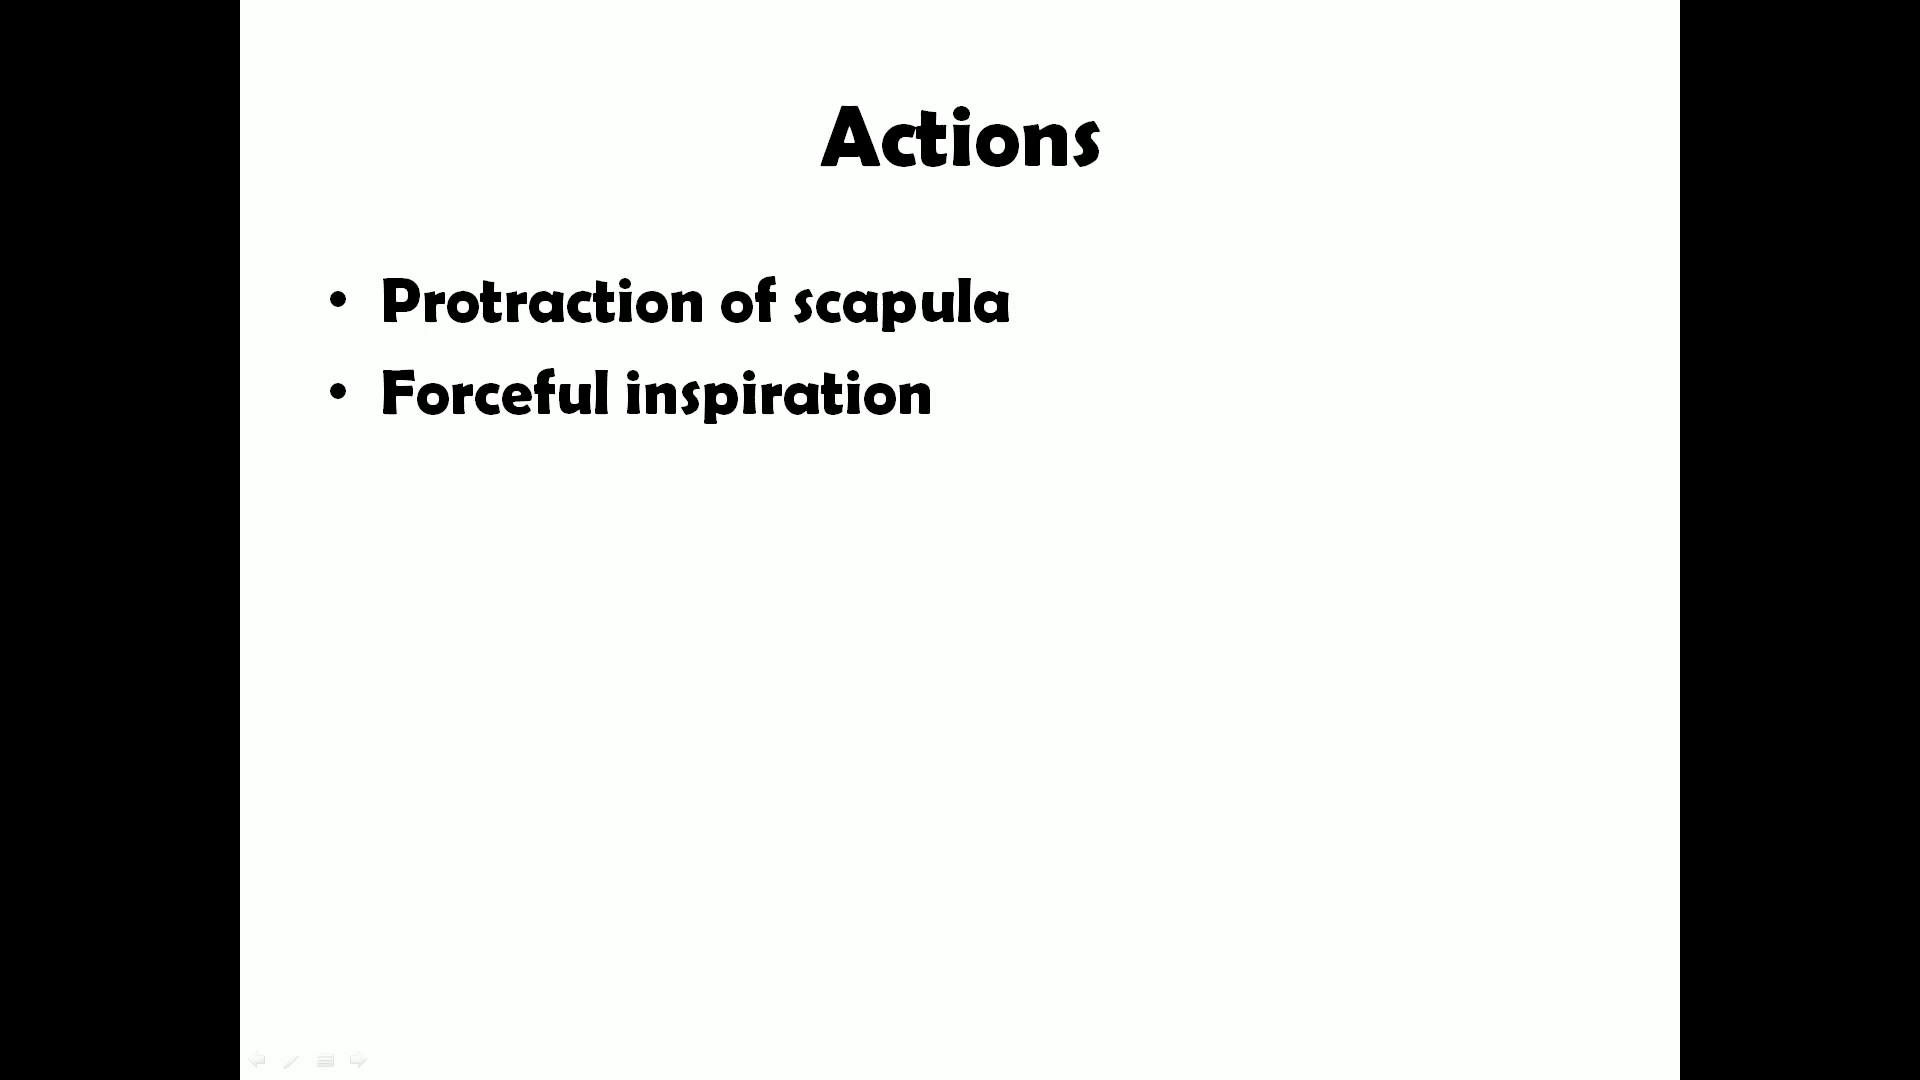 Actions
• Protraction of scapula
• Forceful inspiration